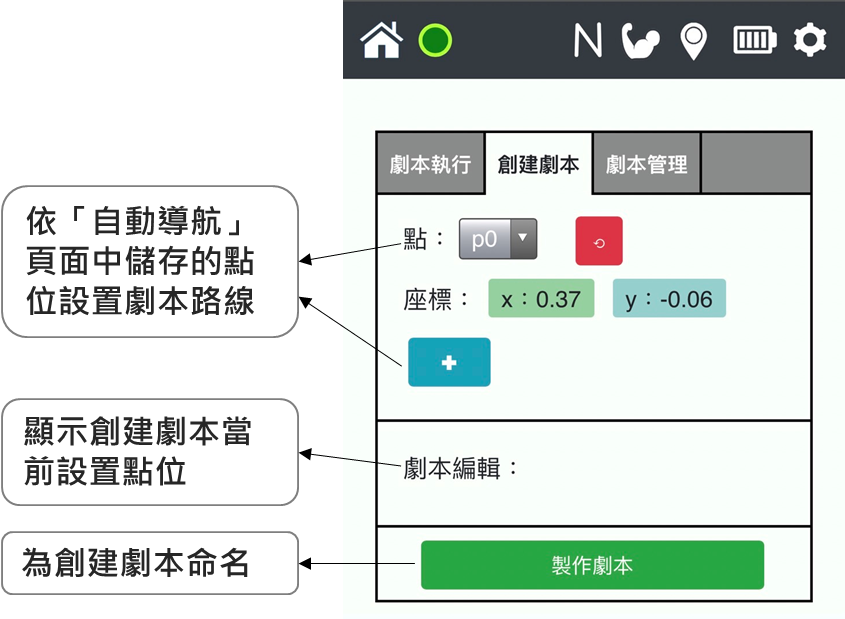 N
劇本執行
創建劇本
劇本管理
依「自動導航」
頁面中儲存的點
位設置劇本路線
點：
p0
座標：
x：0.37
y：-0.06
顯示創建劇本當
前設置點位
劇本編輯：
為創建劇本命名
製作劇本